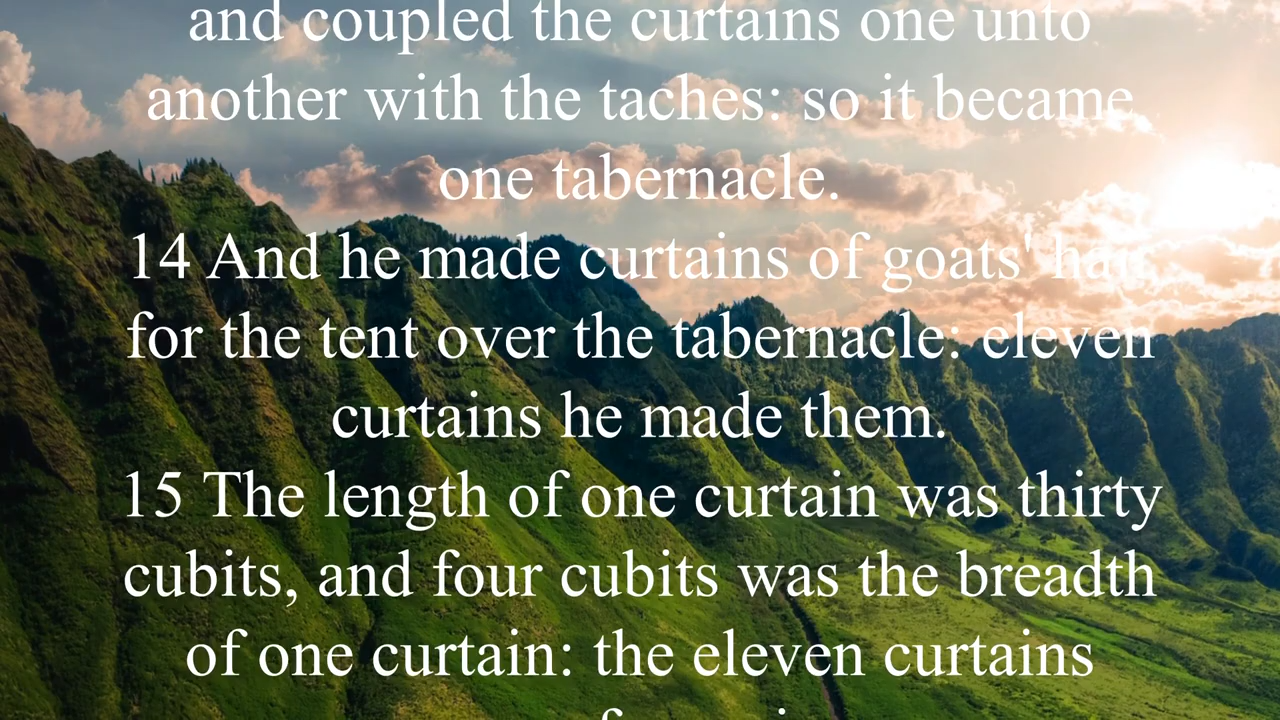 and coupled the curtains one unto
another with the taches: so it became
one tabernacle.
14 And he made curtains of goats' hair
for the tent over the tabernacle: eleven
curtains he made them.
15 The length of one curtain was thirty
cubits, and four cubits was the breadth
of one curtain: the eleven curtains